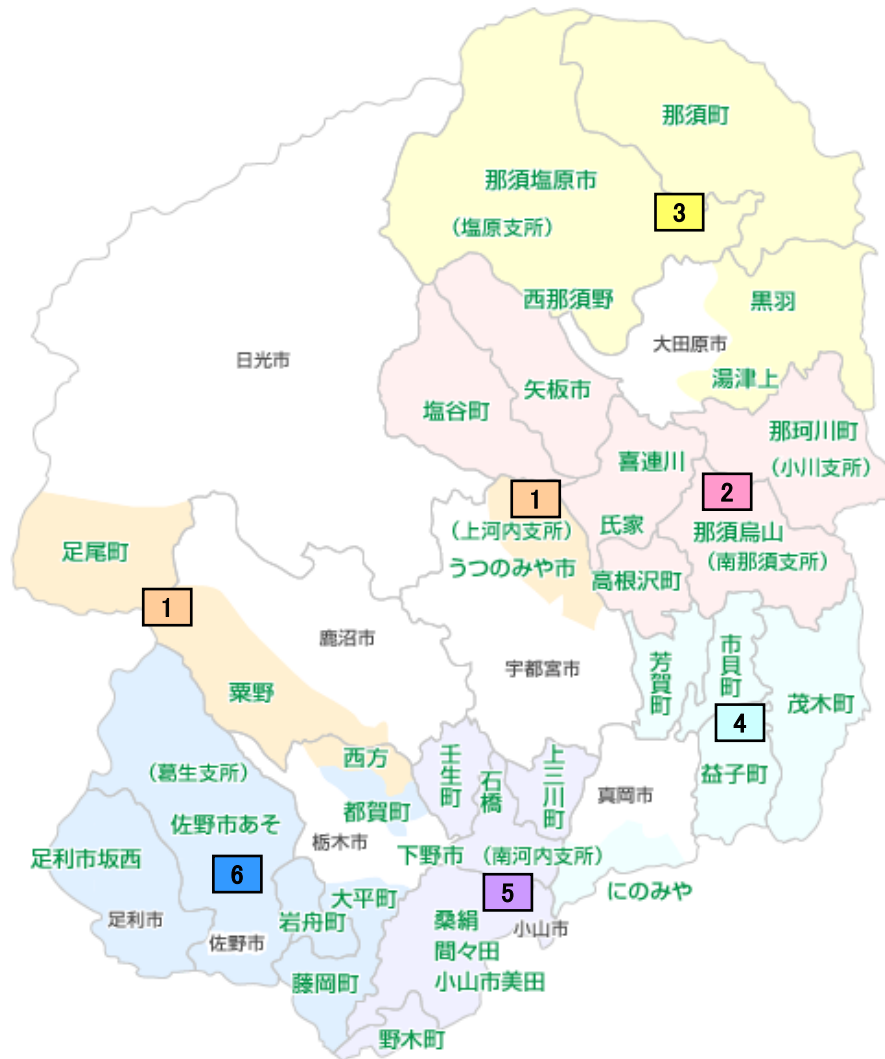 那須町
那須塩原市
3
（塩原支所）
西那須野
黒羽
大田原市
日光市
湯津上
矢板市
塩谷町
那珂川町
（小川支所）
喜連川
2
1
（上河内支所）
氏家
那須烏山
（南那須支所）
うつのみや市
高根沢町
足尾町
1
鹿沼市
宇都宮市
芳賀町
市貝町
茂木町
粟野
4
西方
壬生町
石橋
上三川町
益子町
真岡市
（葛生支所）
都賀町
佐野市あそ
栃木市
下野市
（南河内支所）
足利市坂西
6
5
にのみや
大平町
岩舟町
足利市
佐野市
桑絹
小山市
間々田
藤岡町
小山市美田
野木町